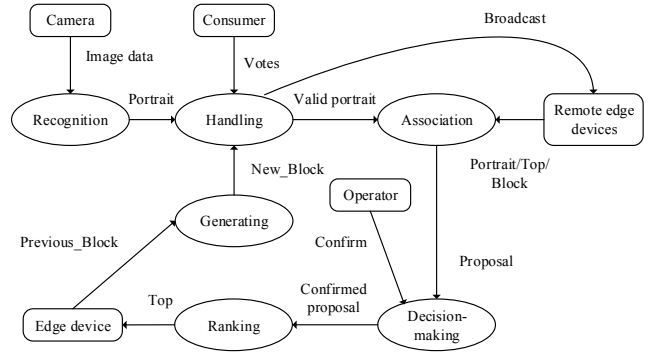 Camera
Consumer
Broadcast
Image data
Votes
Recognition
Portrait
Handling
Valid portrait
Association
Remote edge
devices
New_Block
Portrait/Top/
Block
Operator
Generating
Previous_Block
Confirm
Proposal
Edge device
Top
Ranking
Confirmed
proposal
Decision-
making